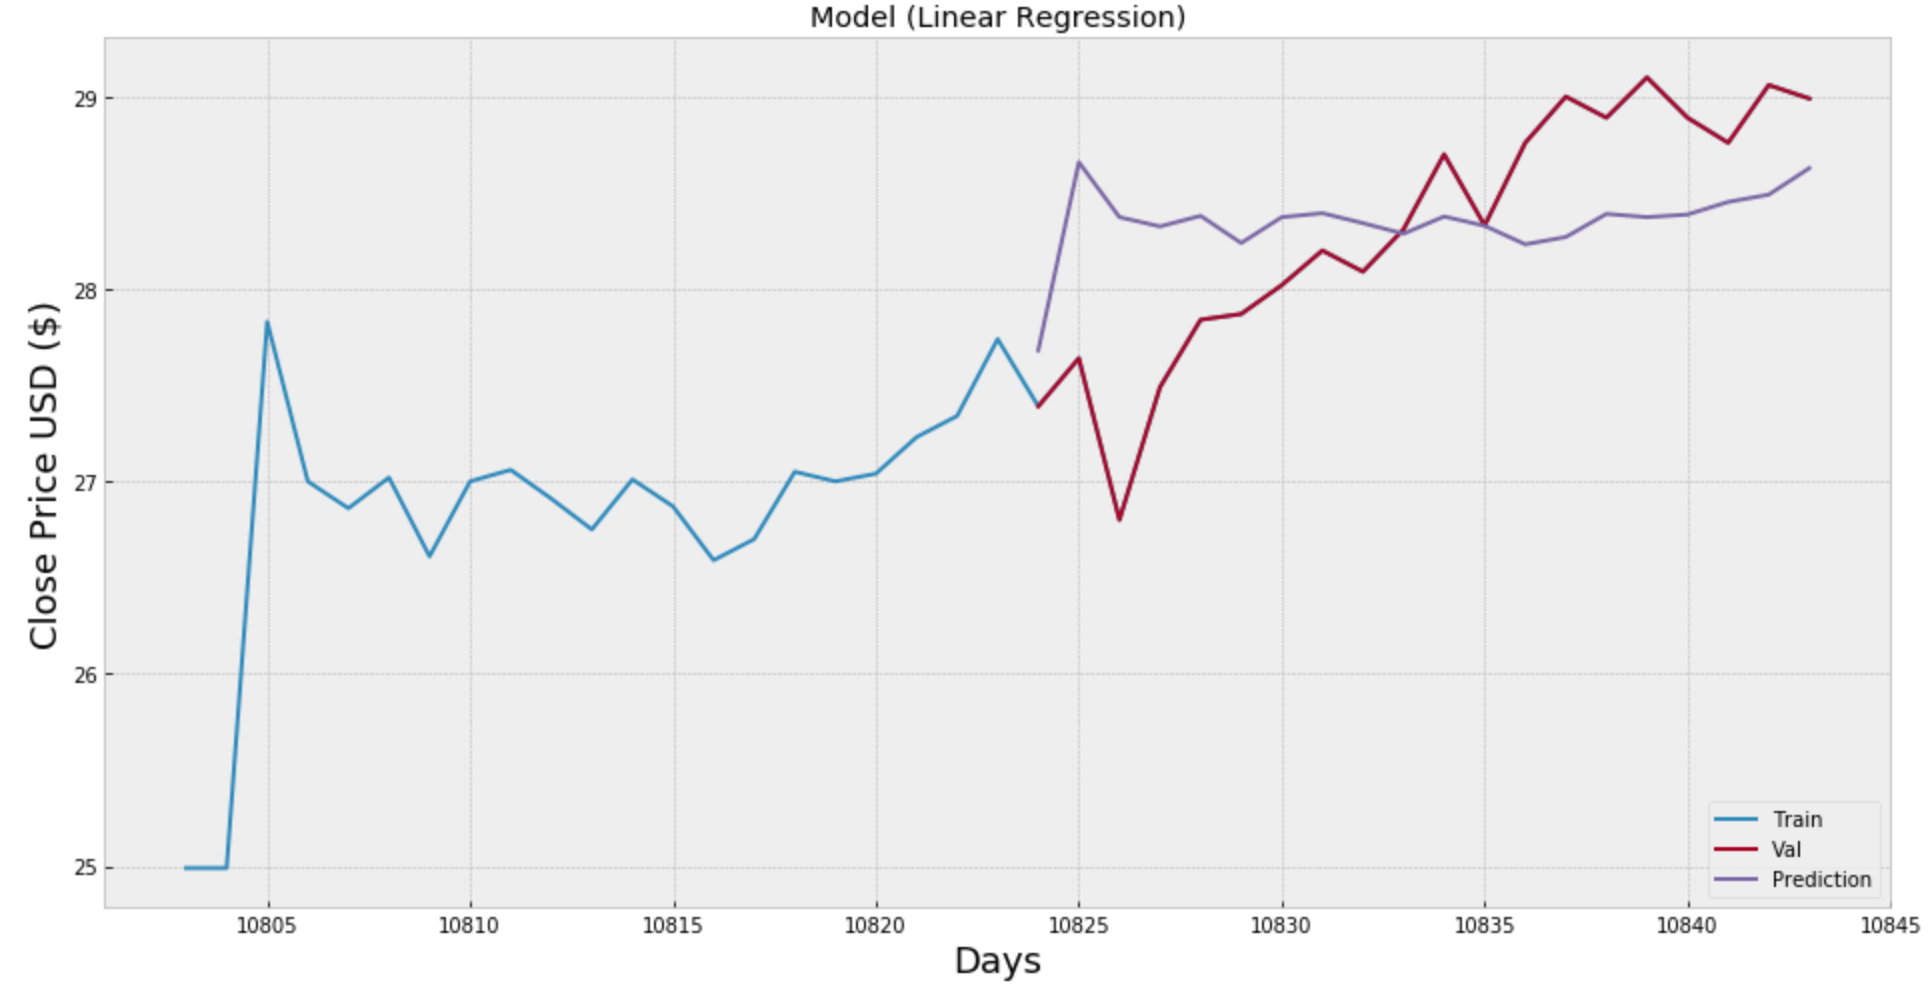 Model (Linear Regression)
Close Price USD ($)
29
28
27
26
25
10805 10810 10815 10820 10825 10830 10835 10840 10845
Days
Train
Val
Prediction